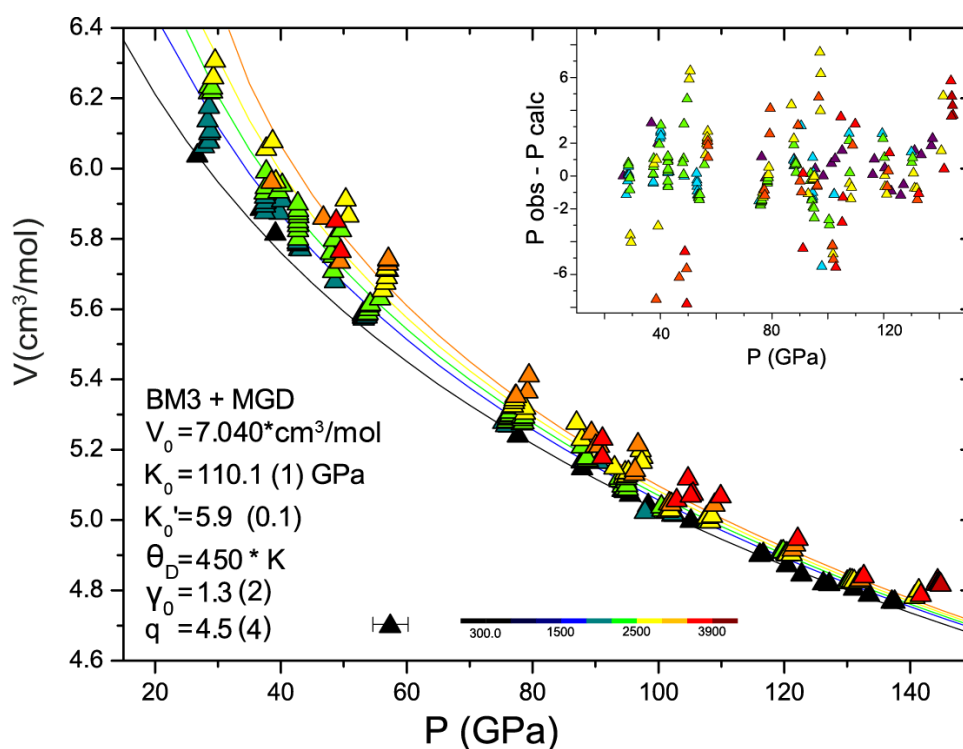 6.4
6.2
6.0
5.8
5.6
5.4
5.2
5.0
4.8
4.6
V(cm³/mol)
20 40 60 80 100 120 140
P (GPa)
BM3 + MGD
V₀=7.040*cm³/mol
K₀=110.1 (1) GPa
K₀'=5.9 (0.1)
θ_D=450* K
γ₀=1.3 (2)
q =4.5 (4)
300.0 1500 2500 3900
6
2
0
-2
-6
P obs - P calc
40 80 120
P (GPa)